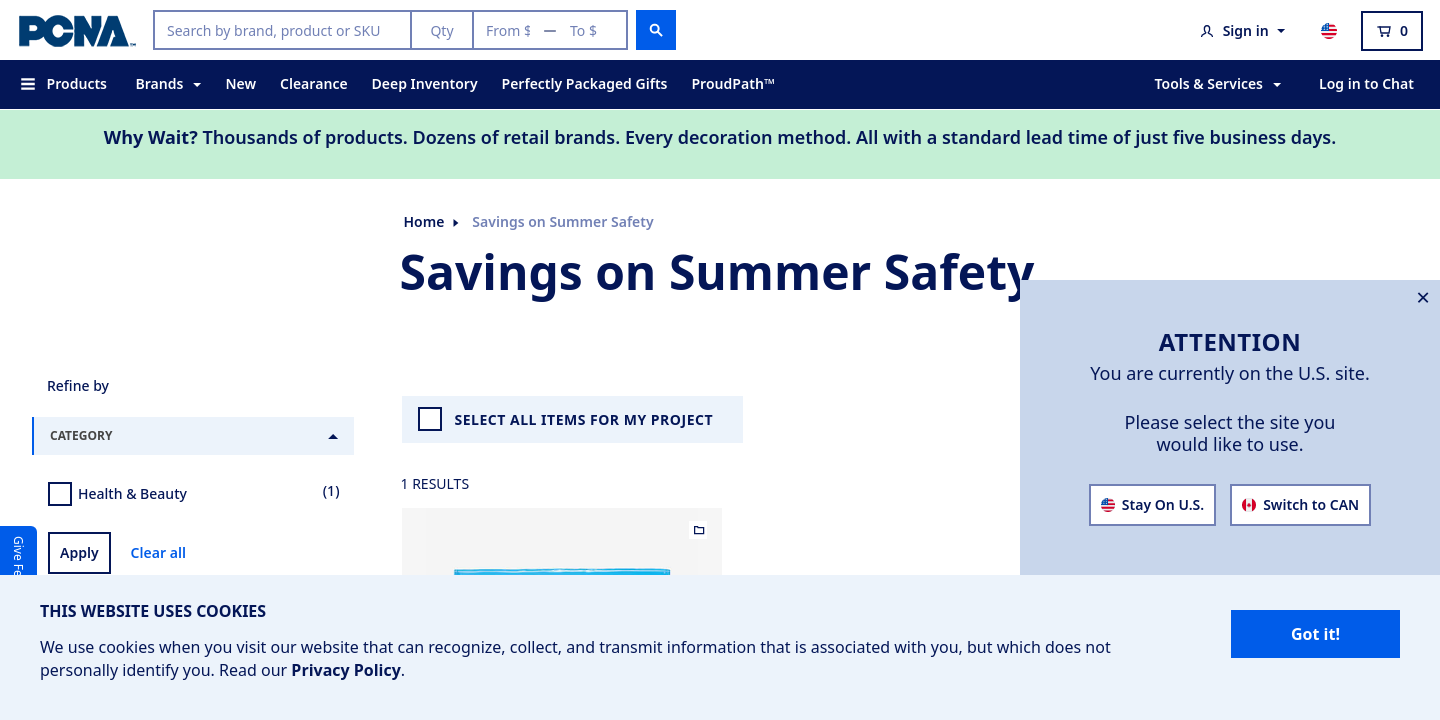 PCNA™
Search by brand, product or SKU
Qty
From $ — To $
Sign in
0
Products
Brands
New
Clearance
Deep Inventory
Perfectly Packaged Gifts
ProudPath™
Tools & Services
Log in to Chat
Why Wait? Thousands of products. Dozens of retail brands. Every decoration method. All with a standard lead time of just five business days.
Home
Savings on Summer Safety
Savings on Summer Safety
ATTENTION
You are currently on the U.S. site.
Please select the site you
would like to use.
Stay On U.S.
Switch to CAN
Refine by
CATEGORY
Health & Beauty
(1)
Apply
Clear all
SELECT ALL ITEMS FOR MY PROJECT
1 RESULTS
Give
THIS WEBSITE USES COOKIES
We use cookies when you visit our website that can recognize, collect, and transmit information that is associated with you, but which does not
personally identify you. Read our Privacy Policy.
Got it!